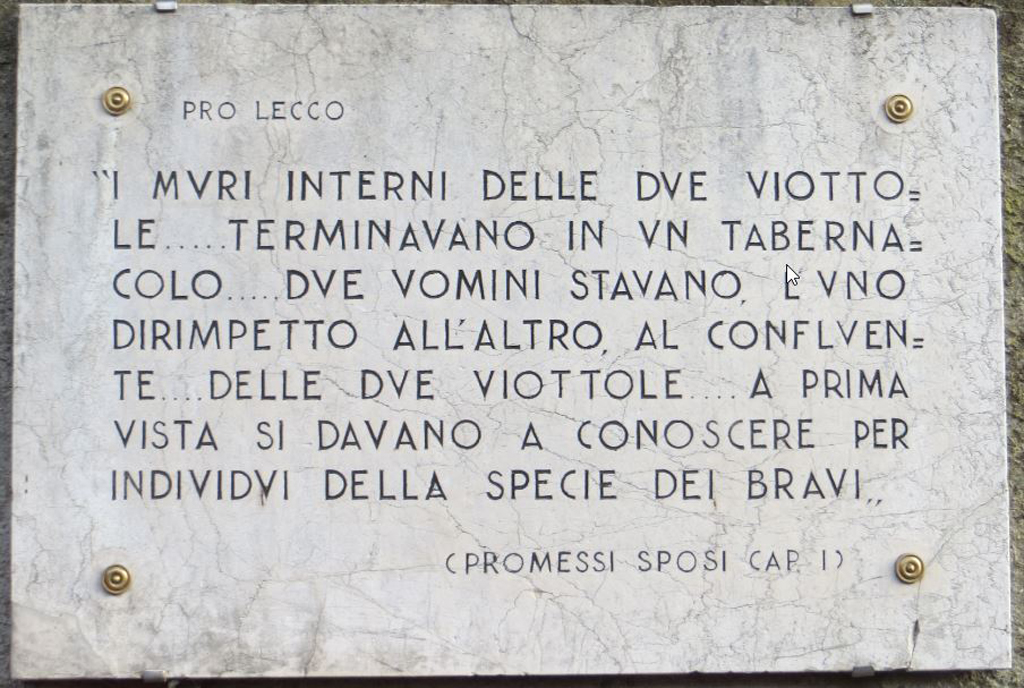 PRO LECCO
“I MVRI INTERNI DELLE DVE VIOTTO=
LE.....TERMINAVANO IN VN TABERNA=
COLO.....DVE VOMINI STAVANO, L'VNO
DIRIMPETTO ALL'ALTRO, AL CONFLVEN=
TE....DELLE DVE VIOTTOLE....A PRIMA
VISTA SI DAVANO A CONOSCERE PER
INDIVIDVI DELLA SPECIE DEI BRAVI„
(PROMESSI SPOSI CAP. I)